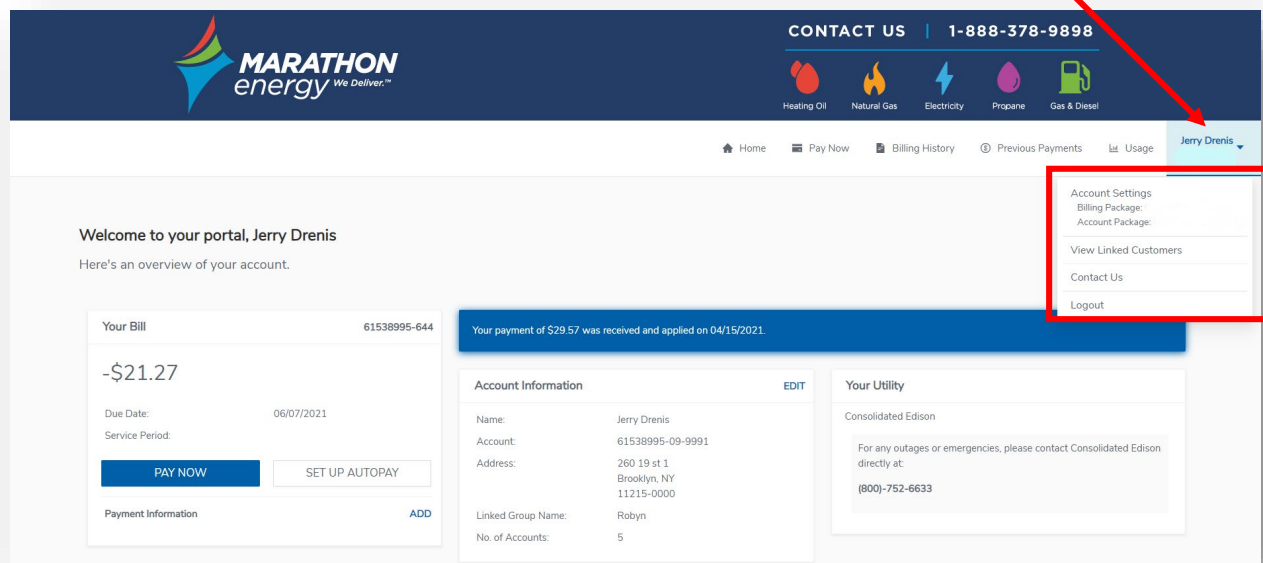 CONTACT US | 1-888-378-9898
MARATHON
energy We Deliver.™
Heating Oil Natural Gas Electricity Propane Gas & Diesel
Home Pay Now Billing History Previous Payments Usage Jerry Drenis
Account Settings
Billing Package:
Account Package:
View Linked Customers
Contact Us
Logout
Welcome to your portal, Jerry Drenis
Here's an overview of your account.
Your Bill 61538995-644
-$21.27
Due Date: 06/07/2021
Service Period:
PAY NOW SET UP AUTOPAY
Payment Information ADD
Your payment of $29.57 was received and applied on 04/15/2021.
Account Information EDIT
Name: Jerry Drenis
Account: 61538995-09-9991
Address: 260 19 st 1
Brooklyn, NY
11215-0000
Linked Group Name: Robyn
No. of Accounts: 5
Your Utility
Consolidated Edison
For any outages or emergencies, please contact Consolidated Edison
directly at:
(800)-752-6633